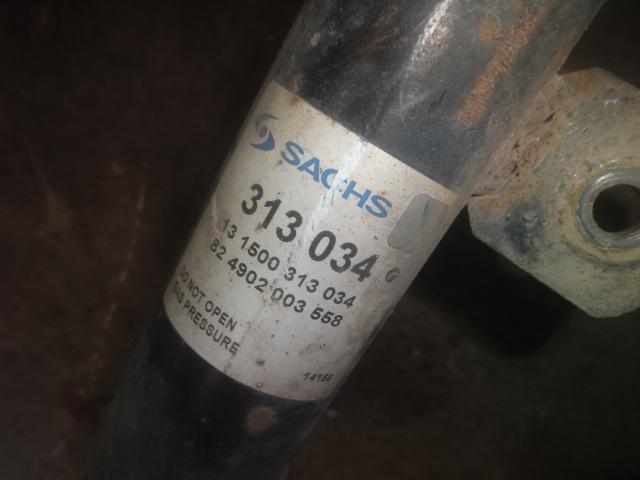 SACHS
313 034 G
13 1500 313 034
82 4902 003 558
DO NOT OPEN
GAS PRESSURE
14156